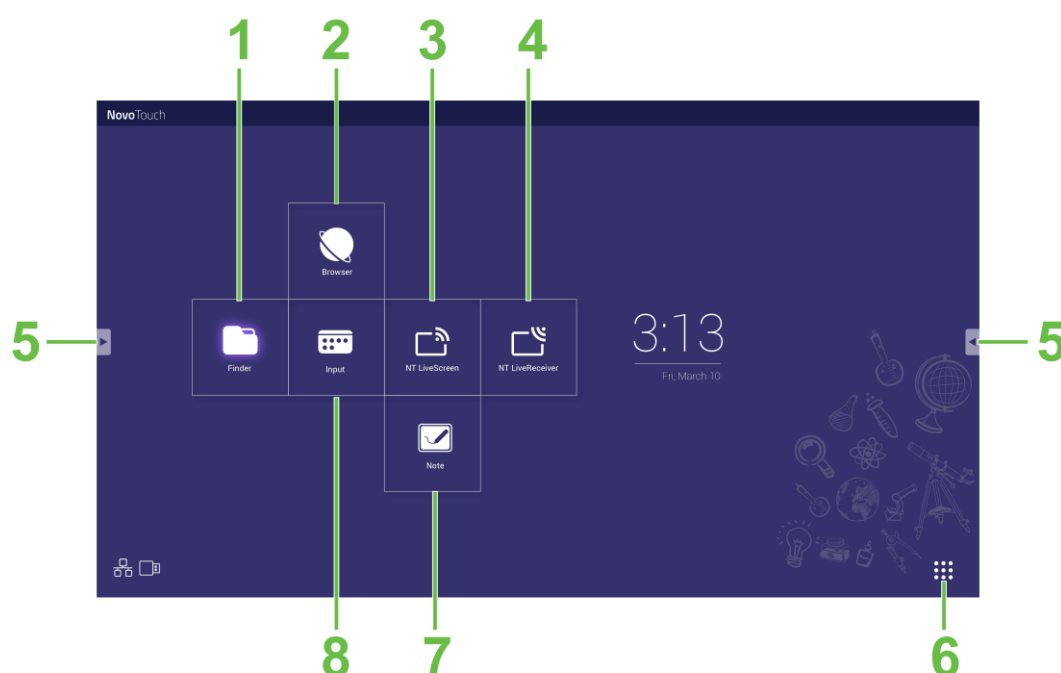 1 2 3 4
NovoTouch
Browser
5 5
Finder Input NT LiveScreen NT LiveReceiver
3:13
Fri, March 10
Note
8 7 6